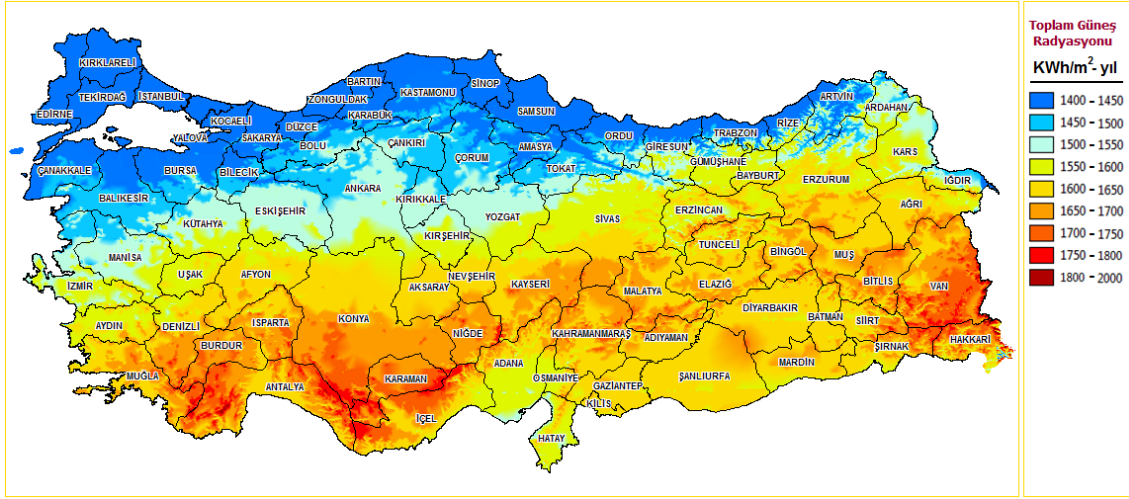 KIRKLARELİ
TEKİRDAĞ
İSTANBUL
EDİRNE
KOCAELİ
YALOVA
SAKARYA
DÜZCE
ZONGULDAK
BARTIN
KARABÜK
KASTAMONU
SİNOP
SAMSUN
BOLU
ÇANKIRI
ÇORUM
AMASYA
ORDU
TOKAT
GİRESUN
TRABZON
RİZE
ARTVİN
ARDAHAN
KARS
IĞDIR
GÜMÜŞHANE
BAYBURT
ERZURUM
AĞRI
ÇANAKKALE
BURSA
BİLECİK
BALIKESİR
KÜTAHYA
ESKİŞEHİR
ANKARA
KIRIKKALE
YOZGAT
SİVAS
ERZİNCAN
TUNCELİ
BİNGÖL
MUŞ
BİTLİS
VAN
MANİSA
UŞAK
AFYON
KIRŞEHİR
NEVŞEHİR
AKSARAY
KAYSERİ
MALATYA
ELAZIĞ
DİYARBAKIR
BATMAN
SİİRT
ŞIRNAK
HAKKARİ
İZMİR
AYDIN
DENİZLİ
ISPARTA
BURDUR
KONYA
NİĞDE
KAHRAMANMARAŞ
ADIYAMAN
MARDİN
ŞANLIURFA
GAZİANTEP
KİLİS
OSMANİYE
ADANA
MUĞLA
ANTALYA
KARAMAN
İÇEL
HATAY
Toplam Güneş
Radyasyonu
KWh/m²- yıl
1400 - 1450
1450 - 1500
1500 - 1550
1550 - 1600
1600 - 1650
1650 - 1700
1700 - 1750
1750 - 1800
1800 - 2000